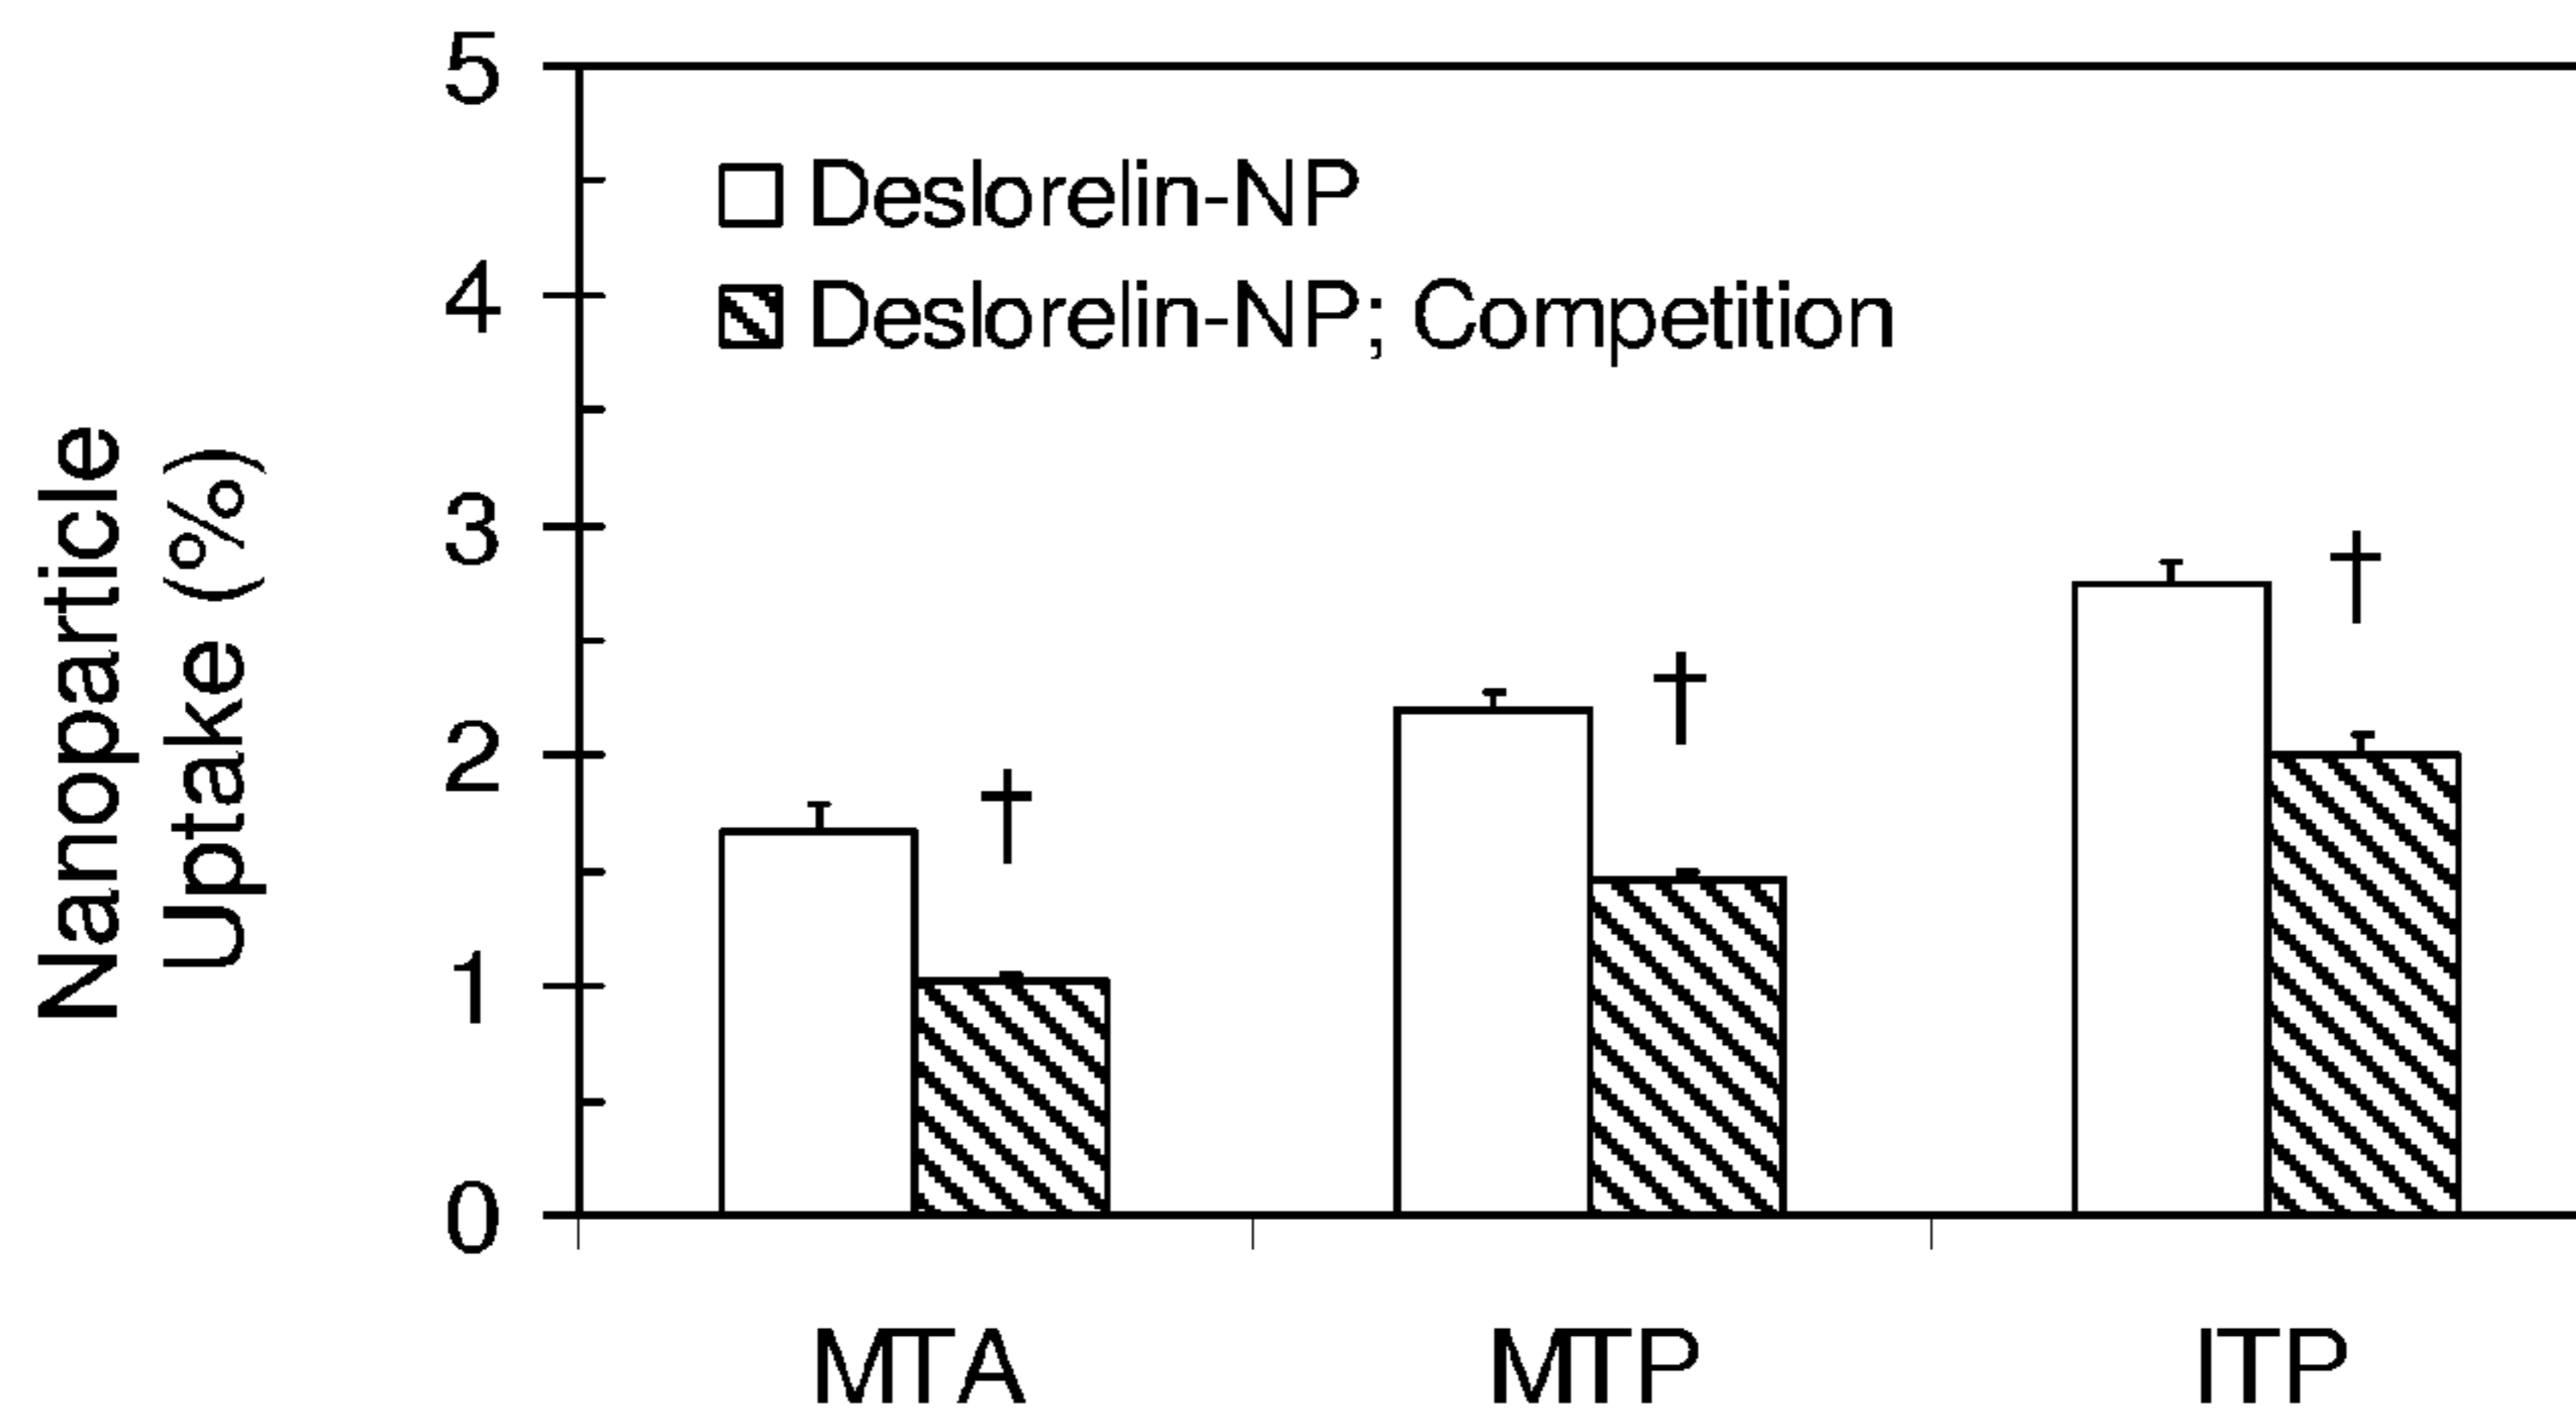 5
Deslorelin-NP
4
Deslorelin-NP; Competition
Nanoparticle
Uptake (%)
3
†
†
2
†
1
0
MTA MTP ITP